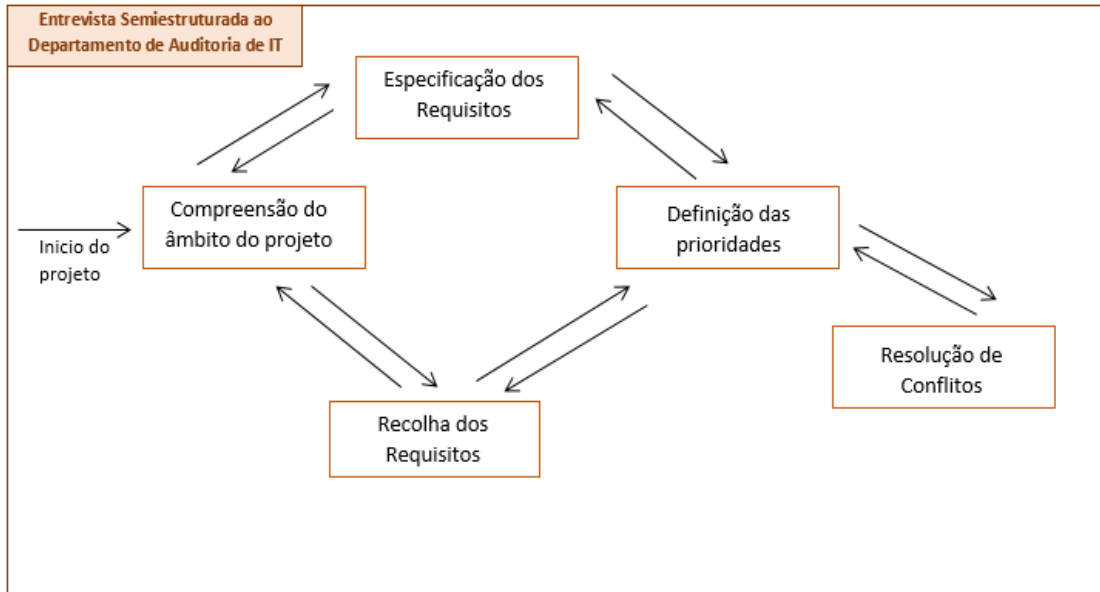 Entrevista Semiestruturada ao
Departamento de Auditoria de IT
Especificação dos
Requisitos
Compreensão do
âmbito do projeto
Definição das
prioridades
Inicio do
projeto
Resolução de
Conflitos
Recolha dos
Requisitos